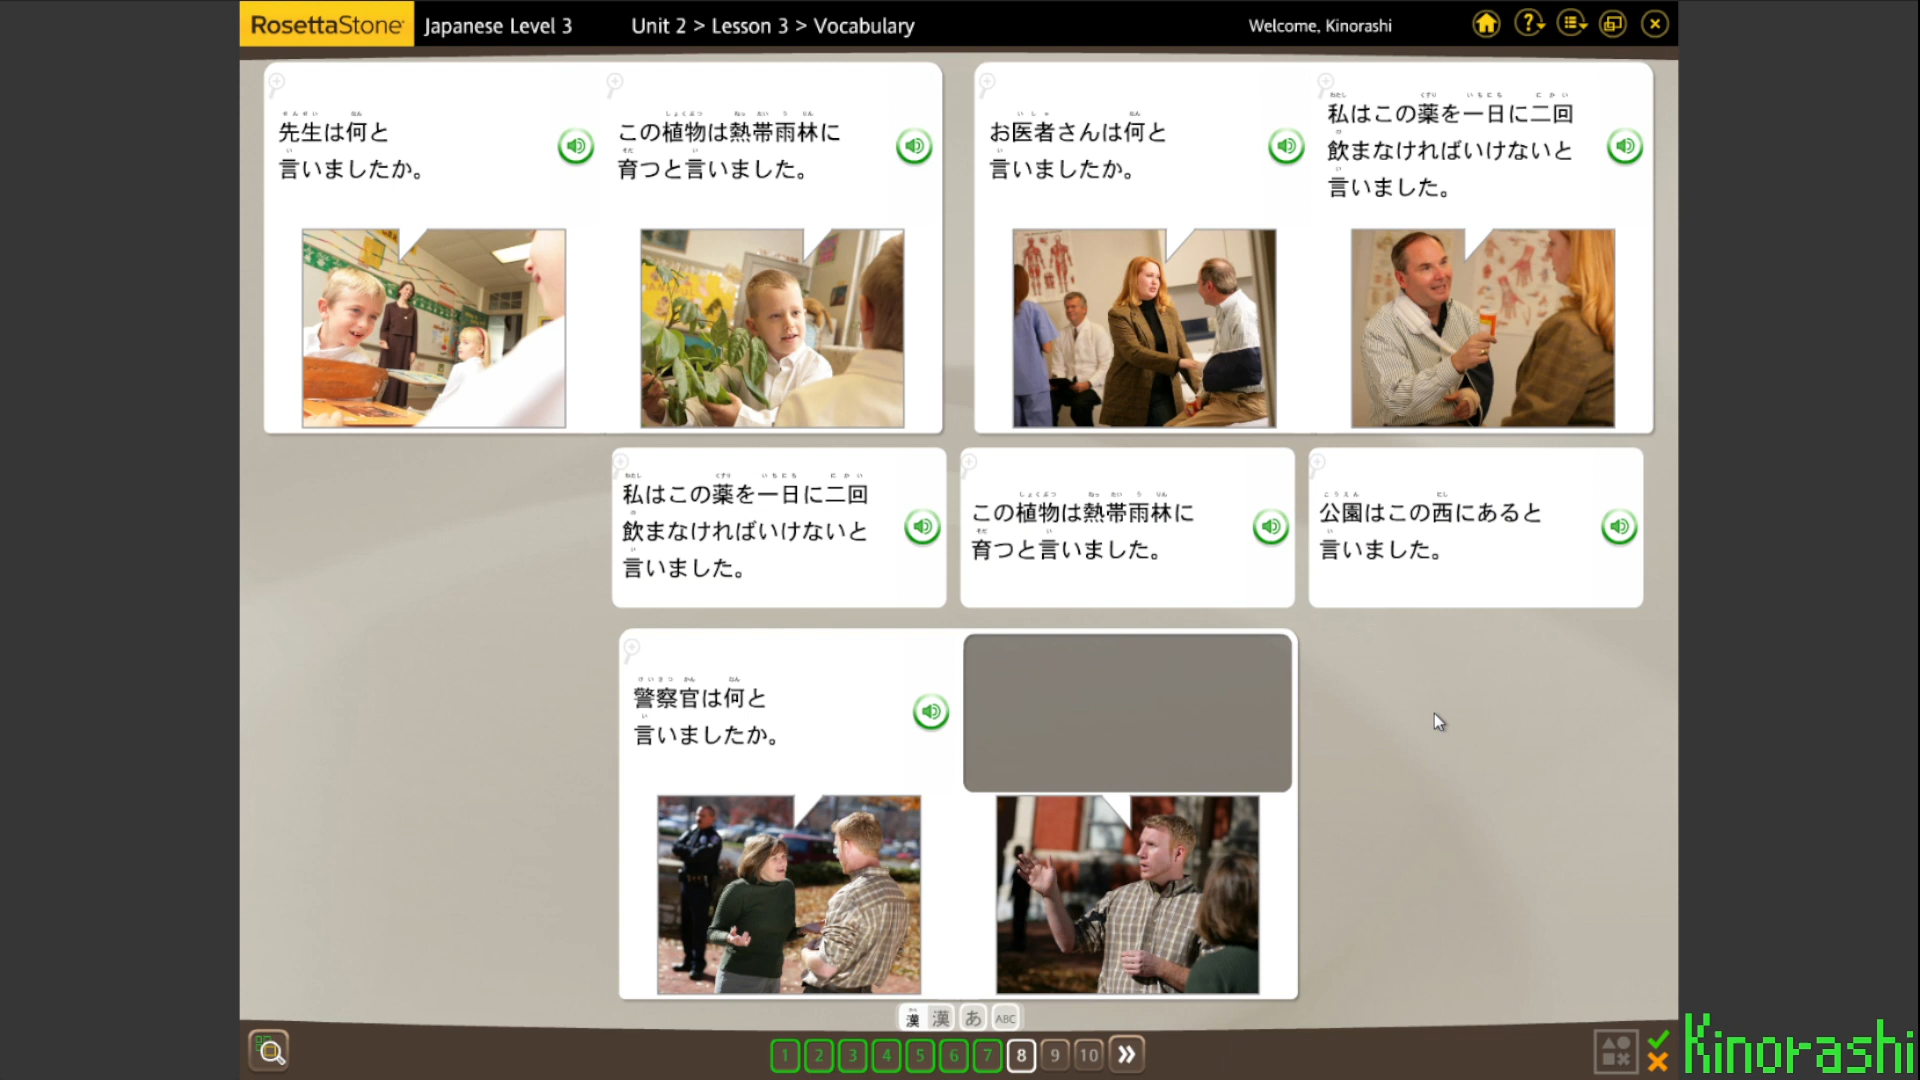 RosettaStone
Japanese Level 3
Unit 2 > Lesson 3 > Vocabulary
Welcome, Kinorashi
先生は何と
言いましたか。
この植物は熱帯雨林に
育つと言いました。
お医者さんは何と
言いましたか。
私はこの薬を一日に二回
飲まなければいけないと
言いました。
私はこの薬を一日に二回
飲まなければいけないと
言いました。
この植物は熱帯雨林に
育つと言いました。
公園はこの西にあると
言いました。
警察官は何と
言いましたか。
漢 漢 あ ABC
1 2 3 4 5 6 7 8 9 10
Kinorashi